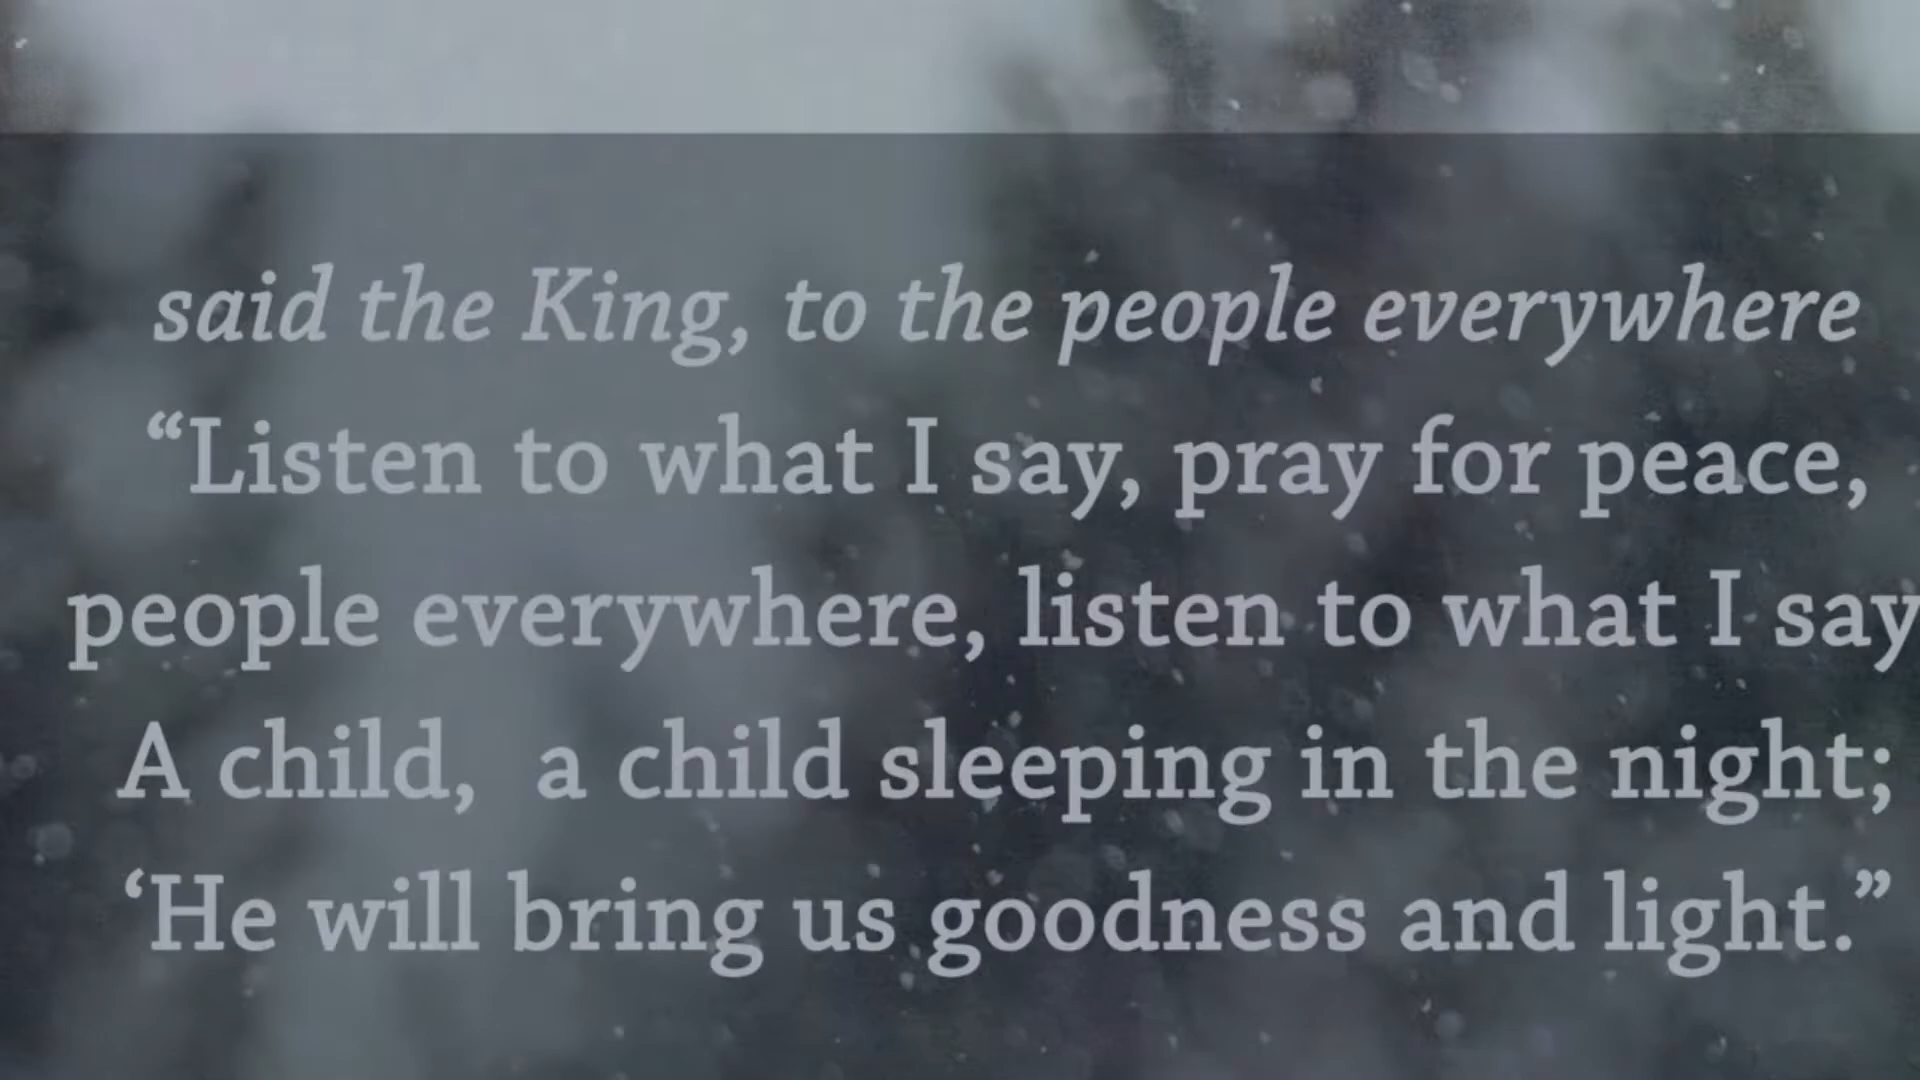 said the King, to the people everywhere
“Listen to what I say, pray for peace,
people everywhere, listen to what I say
A child,  a child sleeping in the night;
‘He will bring us goodness and light.”